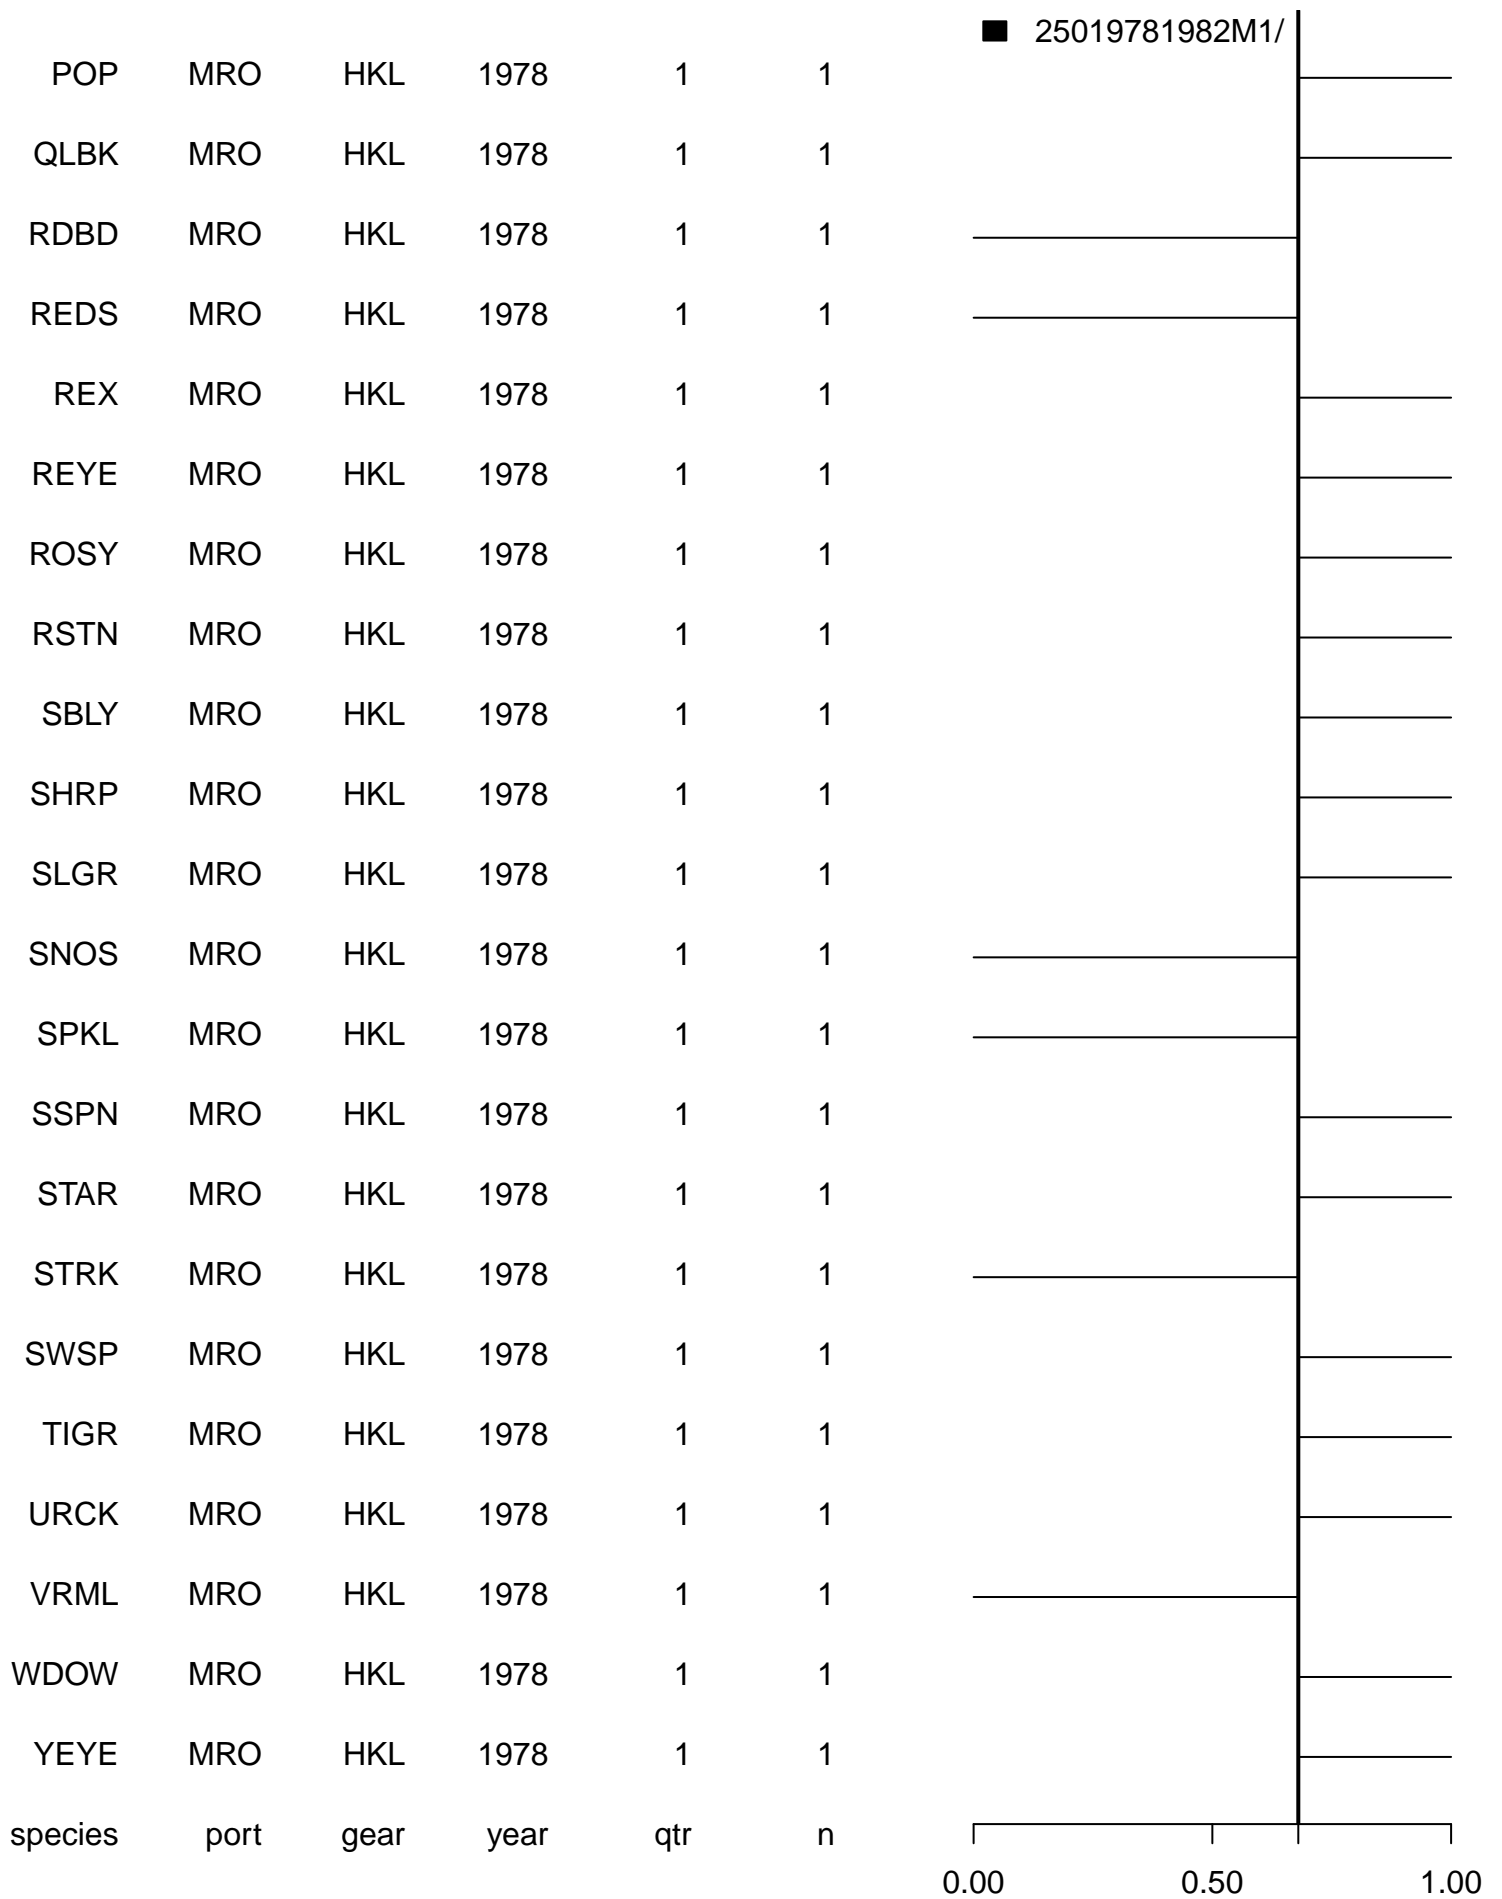 25019781982M1/
POP MRO HKL 1978 1 1
QLBK MRO HKL 1978 1 1
RDBD MRO HKL 1978 1 1
REDS MRO HKL 1978 1 1
REX MRO HKL 1978 1 1
REYE MRO HKL 1978 1 1
ROSY MRO HKL 1978 1 1
RSTN MRO HKL 1978 1 1
SBLY MRO HKL 1978 1 1
SHRP MRO HKL 1978 1 1
SLGR MRO HKL 1978 1 1
SNOS MRO HKL 1978 1 1
SPKL MRO HKL 1978 1 1
SSPN MRO HKL 1978 1 1
STAR MRO HKL 1978 1 1
STRK MRO HKL 1978 1 1
SWSP MRO HKL 1978 1 1
TIGR MRO HKL 1978 1 1
URCK MRO HKL 1978 1 1
VRML MRO HKL 1978 1 1
WDOW MRO HKL 1978 1 1
YEYE MRO HKL 1978 1 1
species port gear year qtr n
0.00 0.50 1.00